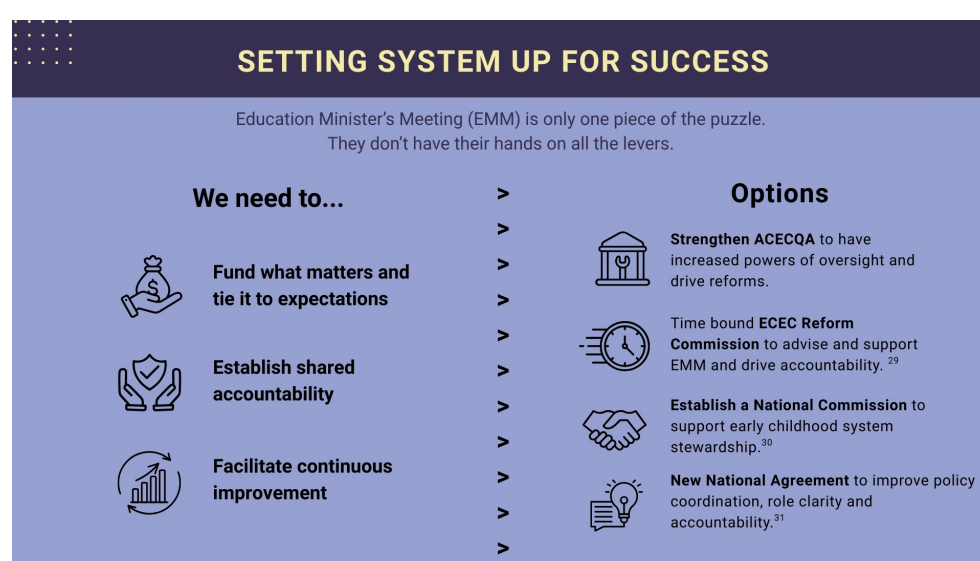 SETTING SYSTEM UP FOR SUCCESS
Education Minister's Meeting (EMM) is only one piece of the puzzle.
They don't have their hands on all the levers.
We need to...
Fund what matters and
tie it to expectations
Establish shared
accountability
Facilitate continuous
improvement
>
>
>
>
>
>
>
>
>
>
>
Options
Strengthen ACECQA to have
increased powers of oversight and
drive reforms.
Time bound ECEC Reform
Commission to advise and support
EMM and drive accountability. 29
Establish a National Commission to
support early childhood system
stewardship.30
New National Agreement to improve policy
coordination, role clarity and
accountability.31